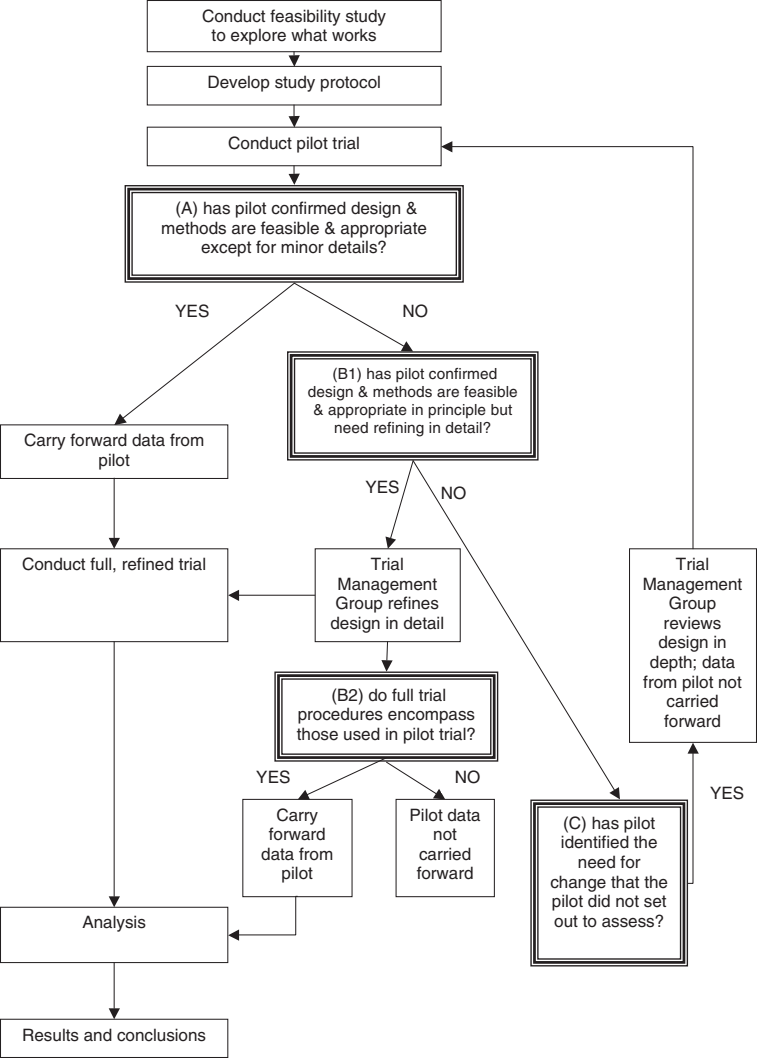 Conduct feasibility study
to explore what works
Develop study protocol
Conduct pilot trial
(A) has pilot confirmed design &
methods are feasible & appropriate
except for minor details?
YES
NO
(B1) has pilot confirmed
design & methods are feasible
& appropriate in principle but
need refining in detail?
Carry forward data from
pilot
YES
NO
Conduct full, refined trial
Trial
Management
Group refines
design in detail
Trial
Management
Group
reviews
design in
depth; data
from pilot not
carried
forward
(B2) do full trial
procedures encompass
those used in pilot trial?
YES
NO
YES
Carry
forward
data from
pilot
Pilot data
not
carried
forward
(C) has pilot
identified the
need for
change that the
pilot did not set
out to assess?
Analysis
Results and conclusions